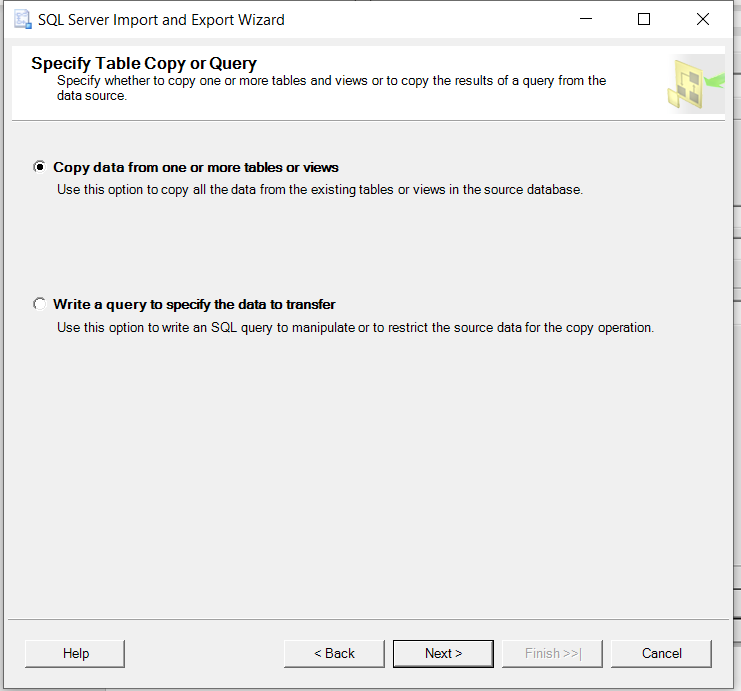 SQL Server Import and Export Wizard
Specify Table Copy or Query
Specify whether to copy one or more tables and views or to copy the results of a query from the
data source.
Copy data from one or more tables or views
Use this option to copy all the data from the existing tables or views in the source database.
Write a query to specify the data to transfer
Use this option to write an SQL query to manipulate or to restrict the source data for the copy operation.
Help < Back Next > Finish >>| Cancel